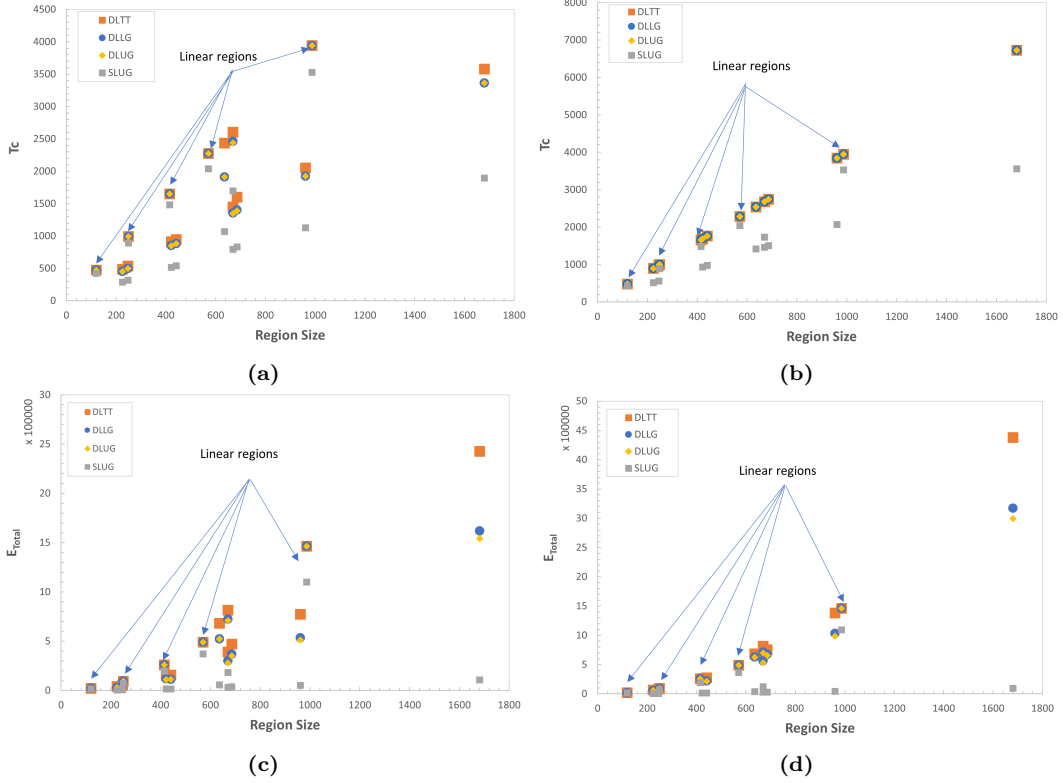 4500
4000
3500
3000
2500
2000
1500
1000
500
0
Tc
DLTT
DLLG
DLUG
SLUG
Linear regions
0 200 400 600 800 1000 1200 1400 1600 1800
Region Size
(a)
8000
7000
6000
5000
4000
3000
2000
1000
0
Tc
DLTT
DLLG
DLUG
SLUG
Linear regions
0 200 400 600 800 1000 1200 1400 1600 1800
Region Size
(b)
x 100000
30
25
20
15
10
5
0
E_Total
DLTT
DLLG
DLUG
SLUG
Linear regions
0 200 400 600 800 1000 1200 1400 1600 1800
Region Size
(c)
x 100000
50
45
40
35
30
25
20
15
10
5
0
E_Total
DLTT
DLLG
DLUG
SLUG
Linear regions
0 200 400 600 800 1000 1200 1400 1600 1800
Region Size
(d)